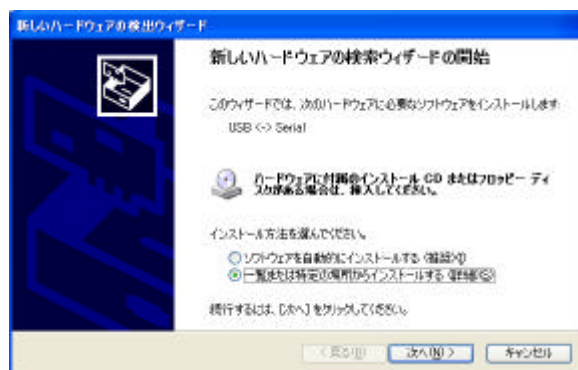 新しいハードウェアの検出ウィザード
新しいハードウェアの検索ウィザードの開始
このウィザードでは、次のハードウェアに必要なソフトウェアをインストールします:
USB <-> Serial
ハードウェアに付属のインストール CD またはフロッピー ディ
スクがある場合は、挿入してください。
インストール方法を選んでください。
ソフトウェアを自動的にインストールする (推奨)(I)
一覧または特定の場所からインストールする (詳細)(S)
続行するには、[次へ] をクリックしてください。
< 戻る(B)
次へ(N) >
キャンセル